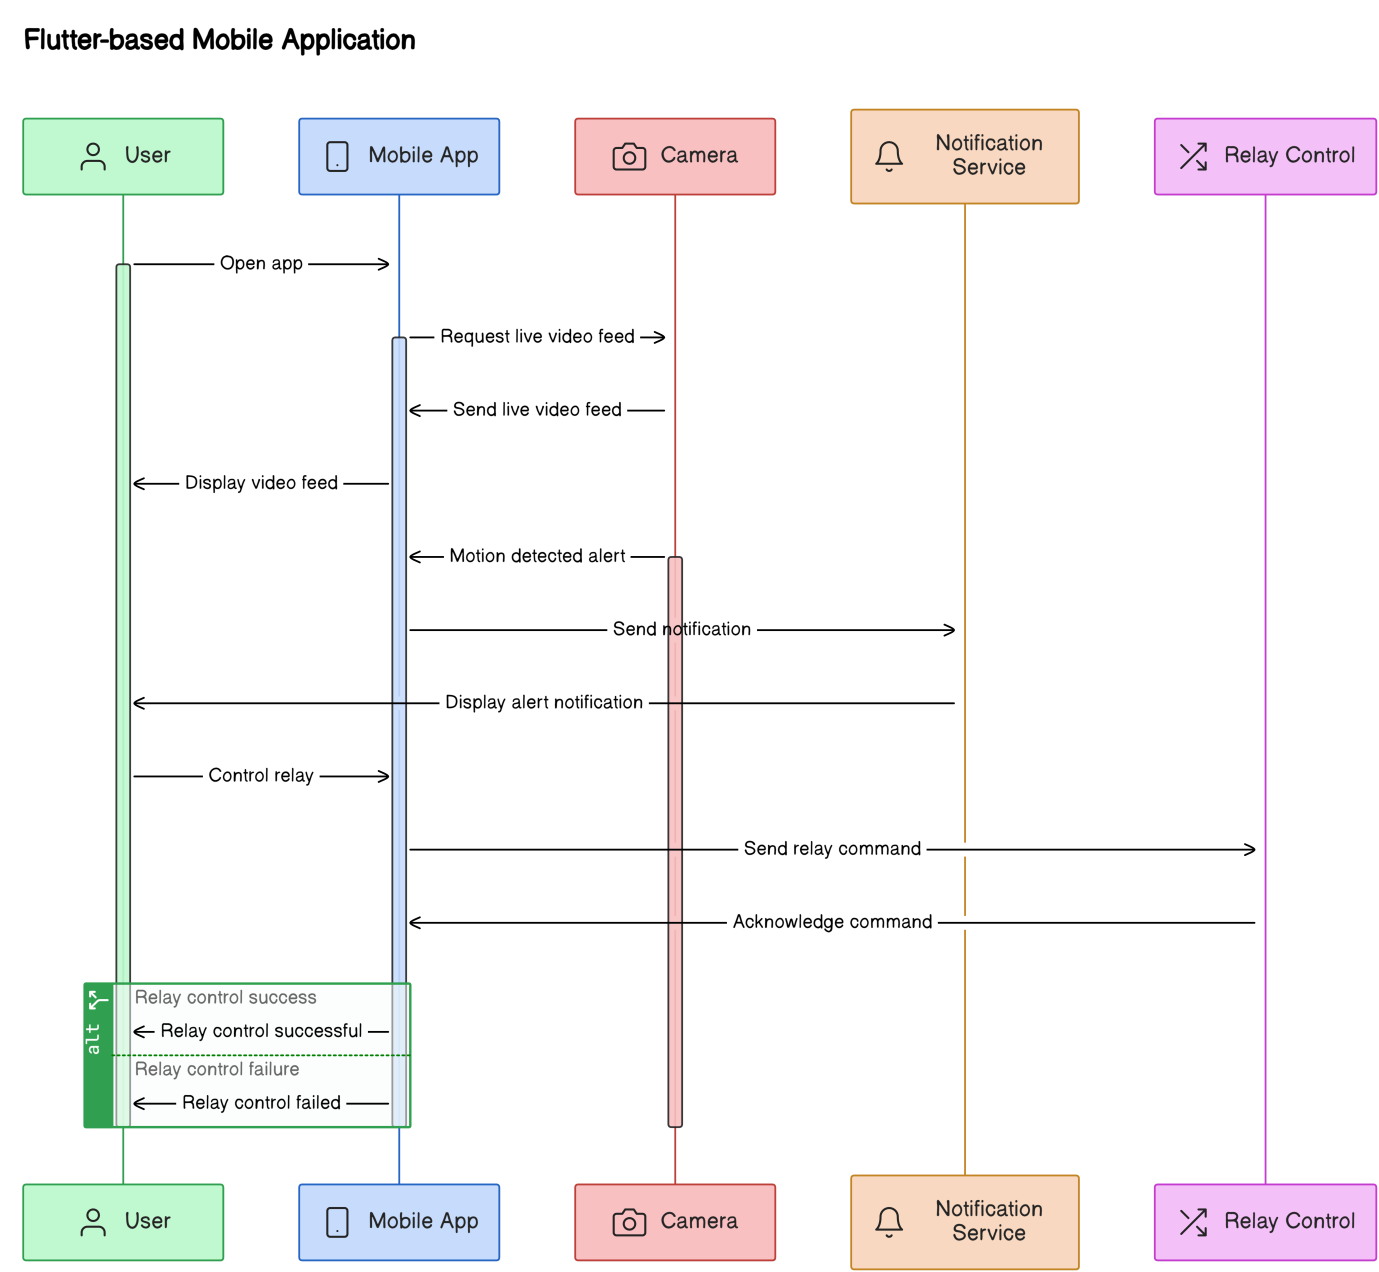 Flutter-based Mobile Application
User
Mobile App
Camera
Notification
Service
Relay Control
Open app
Request live video feed
Send live video feed
Display video feed
Motion detected alert
Send notification
Display alert notification
Control relay
Send relay command
Acknowledge command
alt
Relay control success
Relay control successful
Relay control failure
Relay control failed
User
Mobile App
Camera
Notification
Service
Relay Control